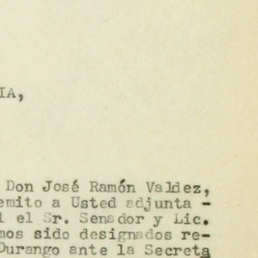 IA,
Don José Ramón Valdez,
emito a Usted adjunta -
l el Sr. Senador y Lic.
mos sido designados re-
Durango ante la Secreta